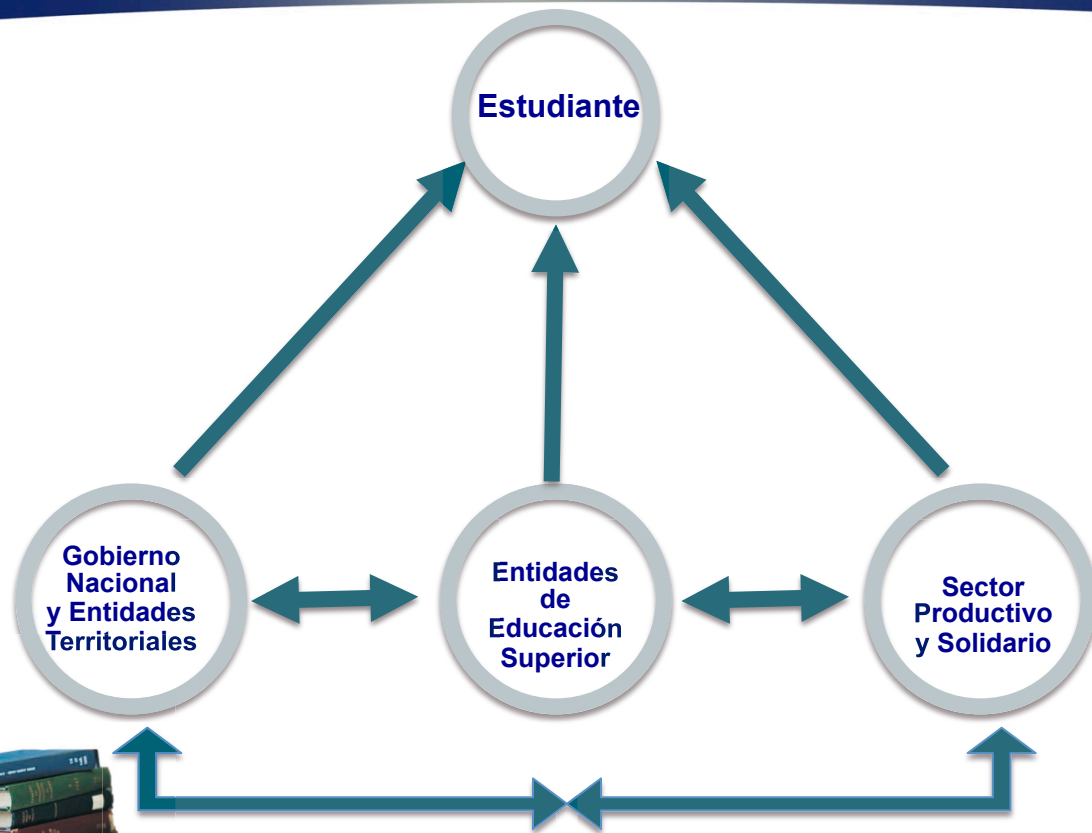 Estudiante
Gobierno
Nacional
y Entidades
Territoriales
Entidades
de
Educación
Superior
Sector
Productivo
y Solidario